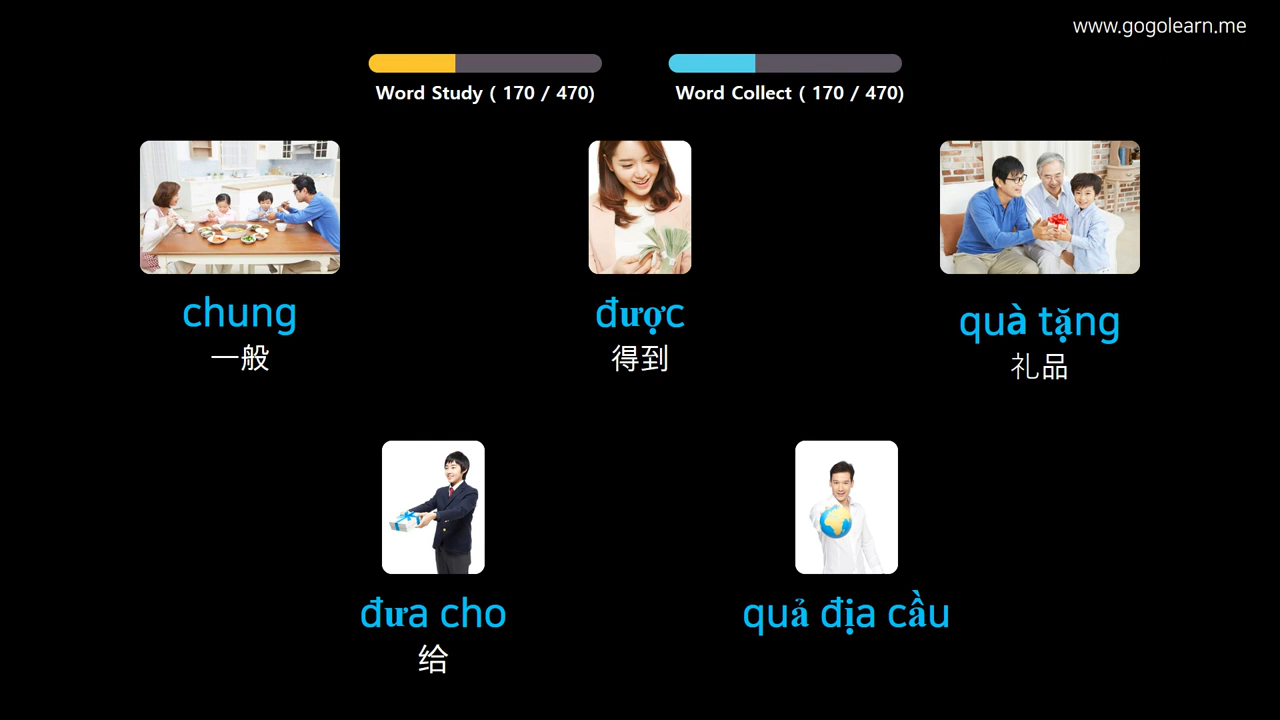 www.gogolearn.me
Word Study ( 170 / 470)
Word Collect ( 170 / 470)
chung
一般
được
得到
quà tặng
礼品
đưa cho
给
quả địa cầu